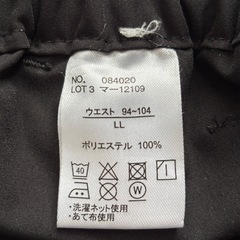 NO. 084020
LOT 3 マー12109
ウエスト 94~104
LL
ポリエステル 100%
40
W
・洗濯ネット使用
・あて布使用